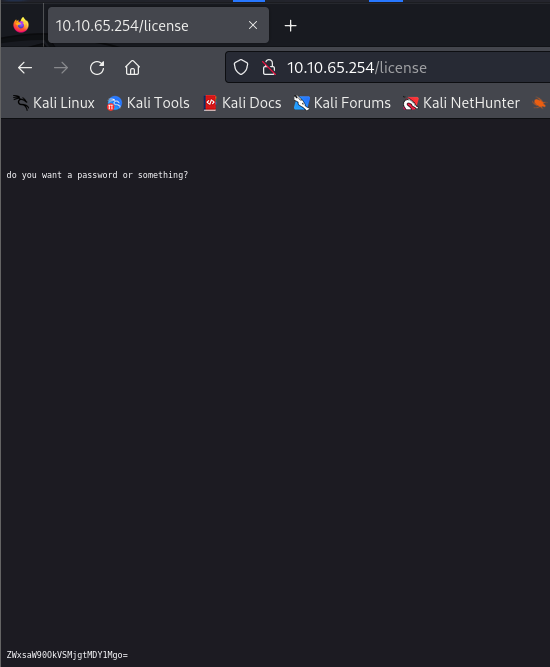 10.10.65.254/license
10.10.65.254/license
Kali Linux Kali Tools Kali Docs Kali Forums Kali NetHunter
do you want a password or something?
ZWxsaW90OkVSMjgtMDY1Mgo=